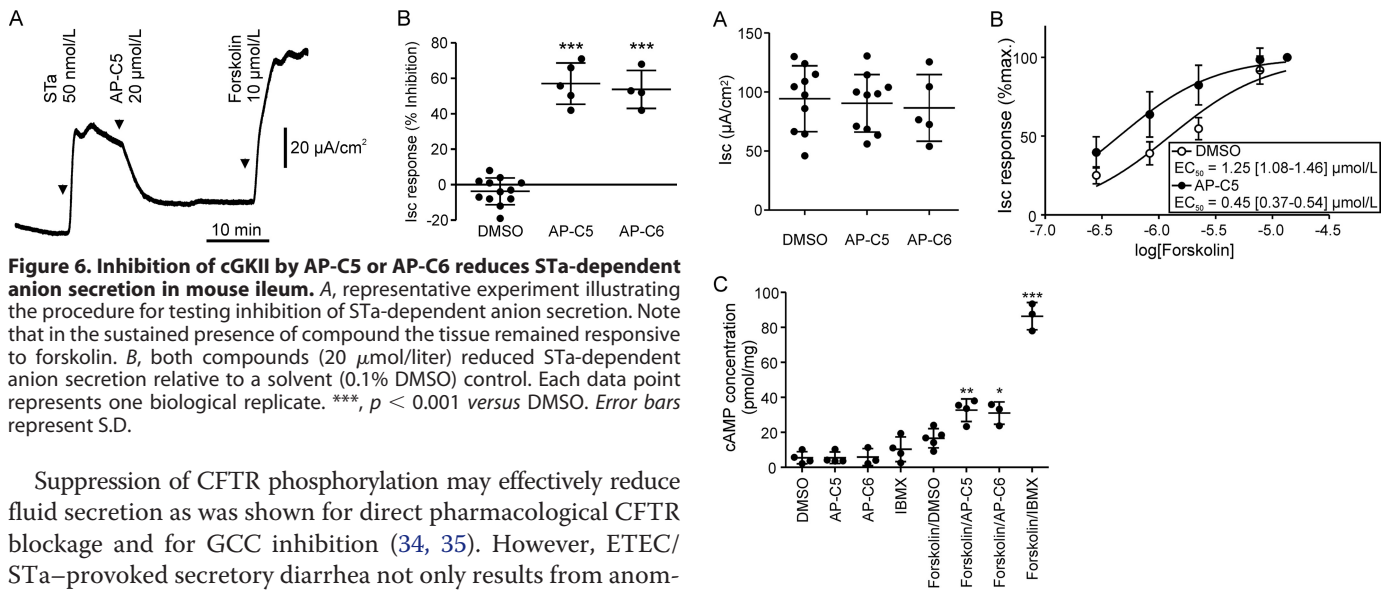 A
STa
50 nmol/L
AP-C5
20 μmol/L
Forskolin
10 μmol/L
20 μA/cm²
10 min
B
Isc response (% Inhibition)
80
60
40
20
0
-20
***
***
DMSO
AP-C5
AP-C6
Figure 6. Inhibition of cGKII by AP-C5 or AP-C6 reduces STa-dependent
anion secretion in mouse ileum. A, representative experiment illustrating
the procedure for testing inhibition of STa-dependent anion secretion. Note
that in the sustained presence of compound the tissue remained responsive
to forskolin. B, both compounds (20 μmol/liter) reduced STa-dependent
anion secretion relative to a solvent (0.1% DMSO) control. Each data point
represents one biological replicate. ***, p < 0.001 versus DMSO. Error bars
represent S.D.
Suppression of CFTR phosphorylation may effectively reduce
fluid secretion as was shown for direct pharmacological CFTR
blockage and for GCC inhibition (34, 35). However, ETEC/
STa–provoked secretory diarrhea not only results from anom-
A
Isc (μA/cm²)
150
100
50
0
DMSO
AP-C5
AP-C6
B
Isc response (%max.)
100
50
0
-7.0
-6.5
-6.0
-5.5
-5.0
-4.5
log[Forskolin]
DMSO
EC50 = 1.25 [1.08-1.46] μmol/L
AP-C5
EC50 = 0.45 [0.37-0.54] μmol/L
C
cAMP concentration
(pmol/mg)
100
80
60
40
20
0
**
*
***
DMSO
AP-C5
AP-C6
IBMX
Forskolin/DMSO
Forskolin/AP-C5
Forskolin/AP-C6
Forskolin/IBMX